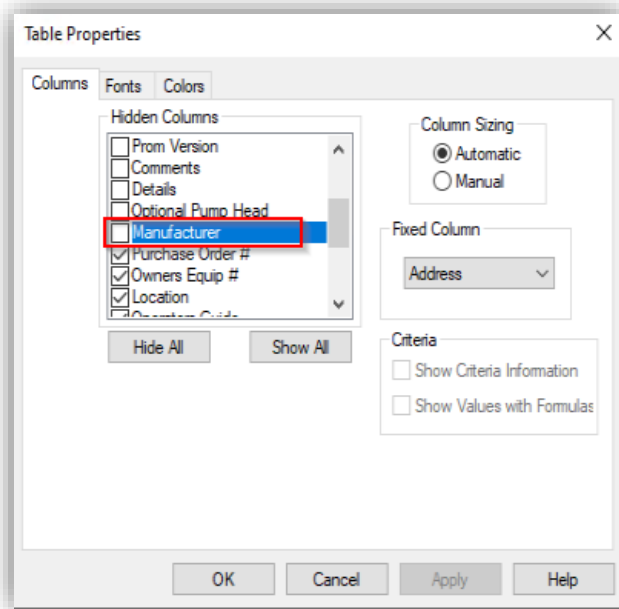 Table Properties
Columns Fonts Colors
Hidden Columns
Prom Version
Comments
Details
Optional Pump Head
Manufacturer
Purchase Order #
Owners Equip #
Location
Operators Guide
Hide All Show All
Column Sizing
Automatic
Manual
Fixed Column
Address
Criteria
Show Criteria Information
Show Values with Formulas
OK Cancel Apply Help